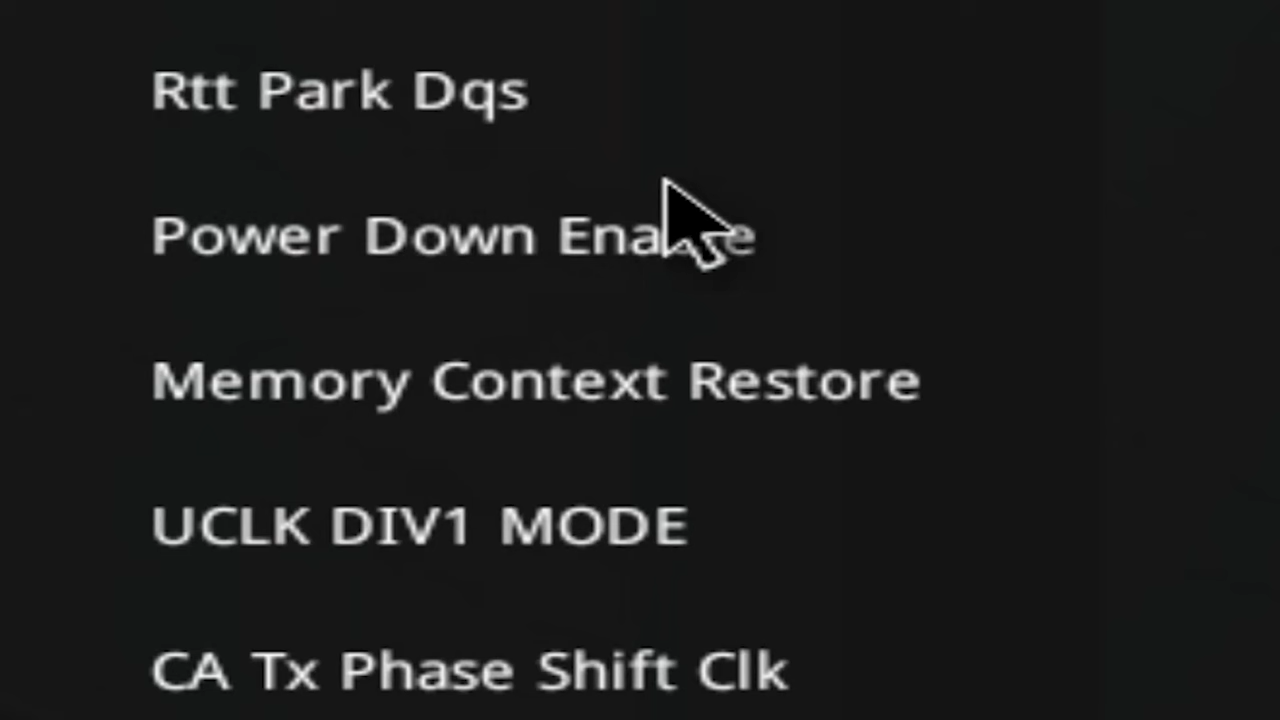 Rtt Park Dqs
Power Down
Memory Context Restore
UCLK DIV1 MODE
CA Tx Phase Shift Clk